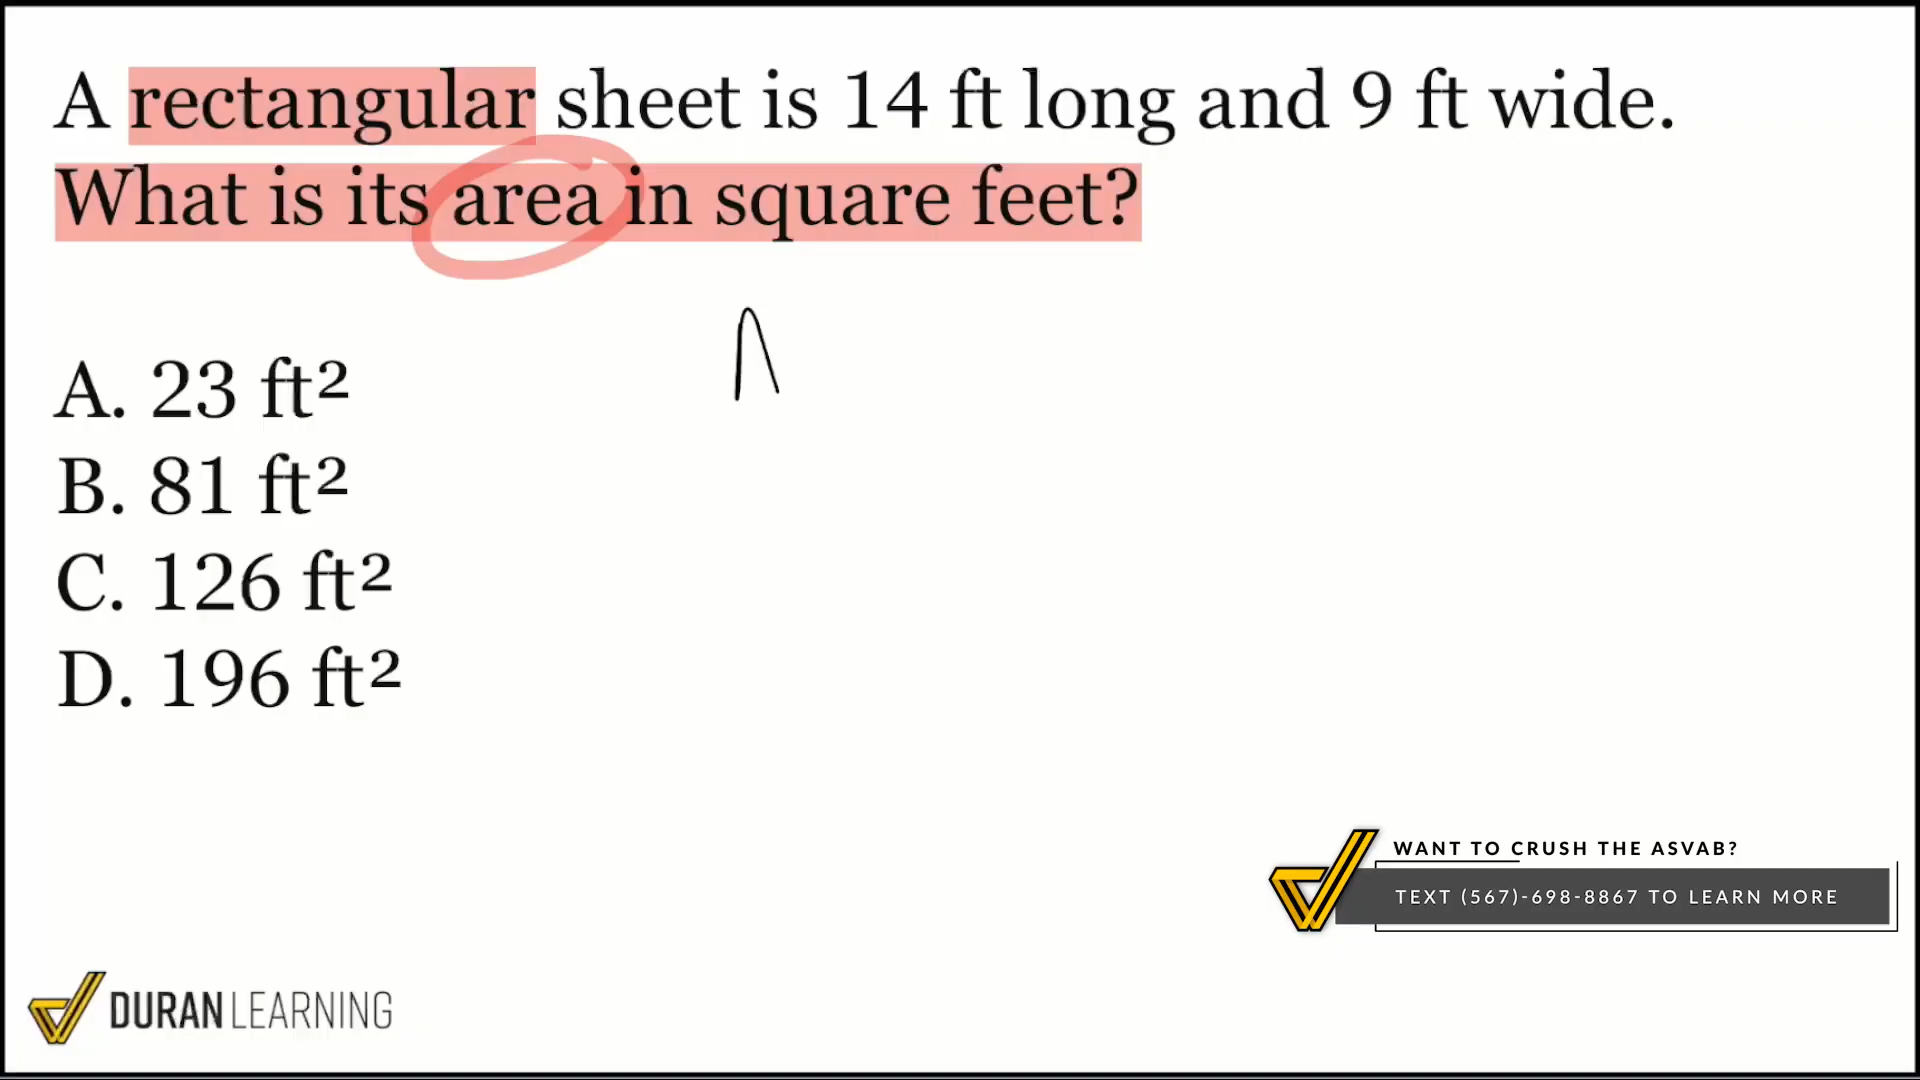 A rectangular sheet is 14 ft long and 9 ft wide.
What is its area in square feet?
A. 23 ft²
B. 81 ft²
C. 126 ft²
D. 196 ft²
WANT TO CRUSH THE ASVAB?
TEXT (567)-698-8867 TO LEARN MORE
DURAN LEARNING